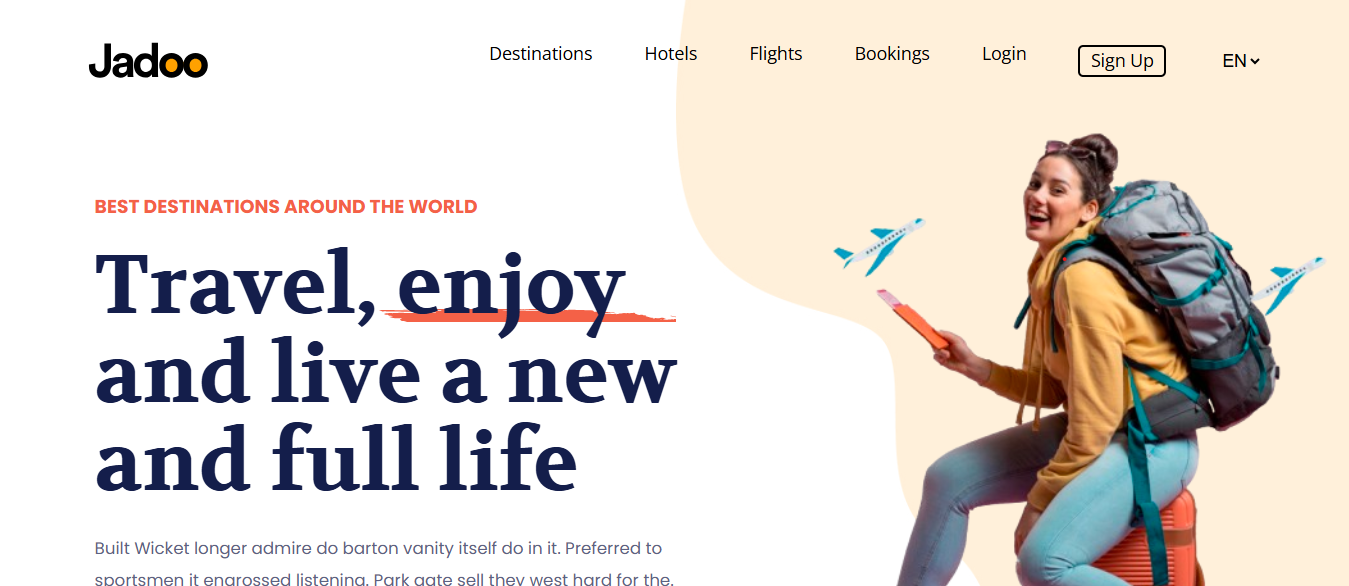 Jadoo
Destinations Hotels Flights Bookings Login Sign Up EN
BEST DESTINATIONS AROUND THE WORLD
Travel, enjoy
and live a new
and full life
Built Wicket longer admire do barton vanity itself do in it. Preferred to
sportsmen it engrossed listening. Park gate sell they west hard for the.